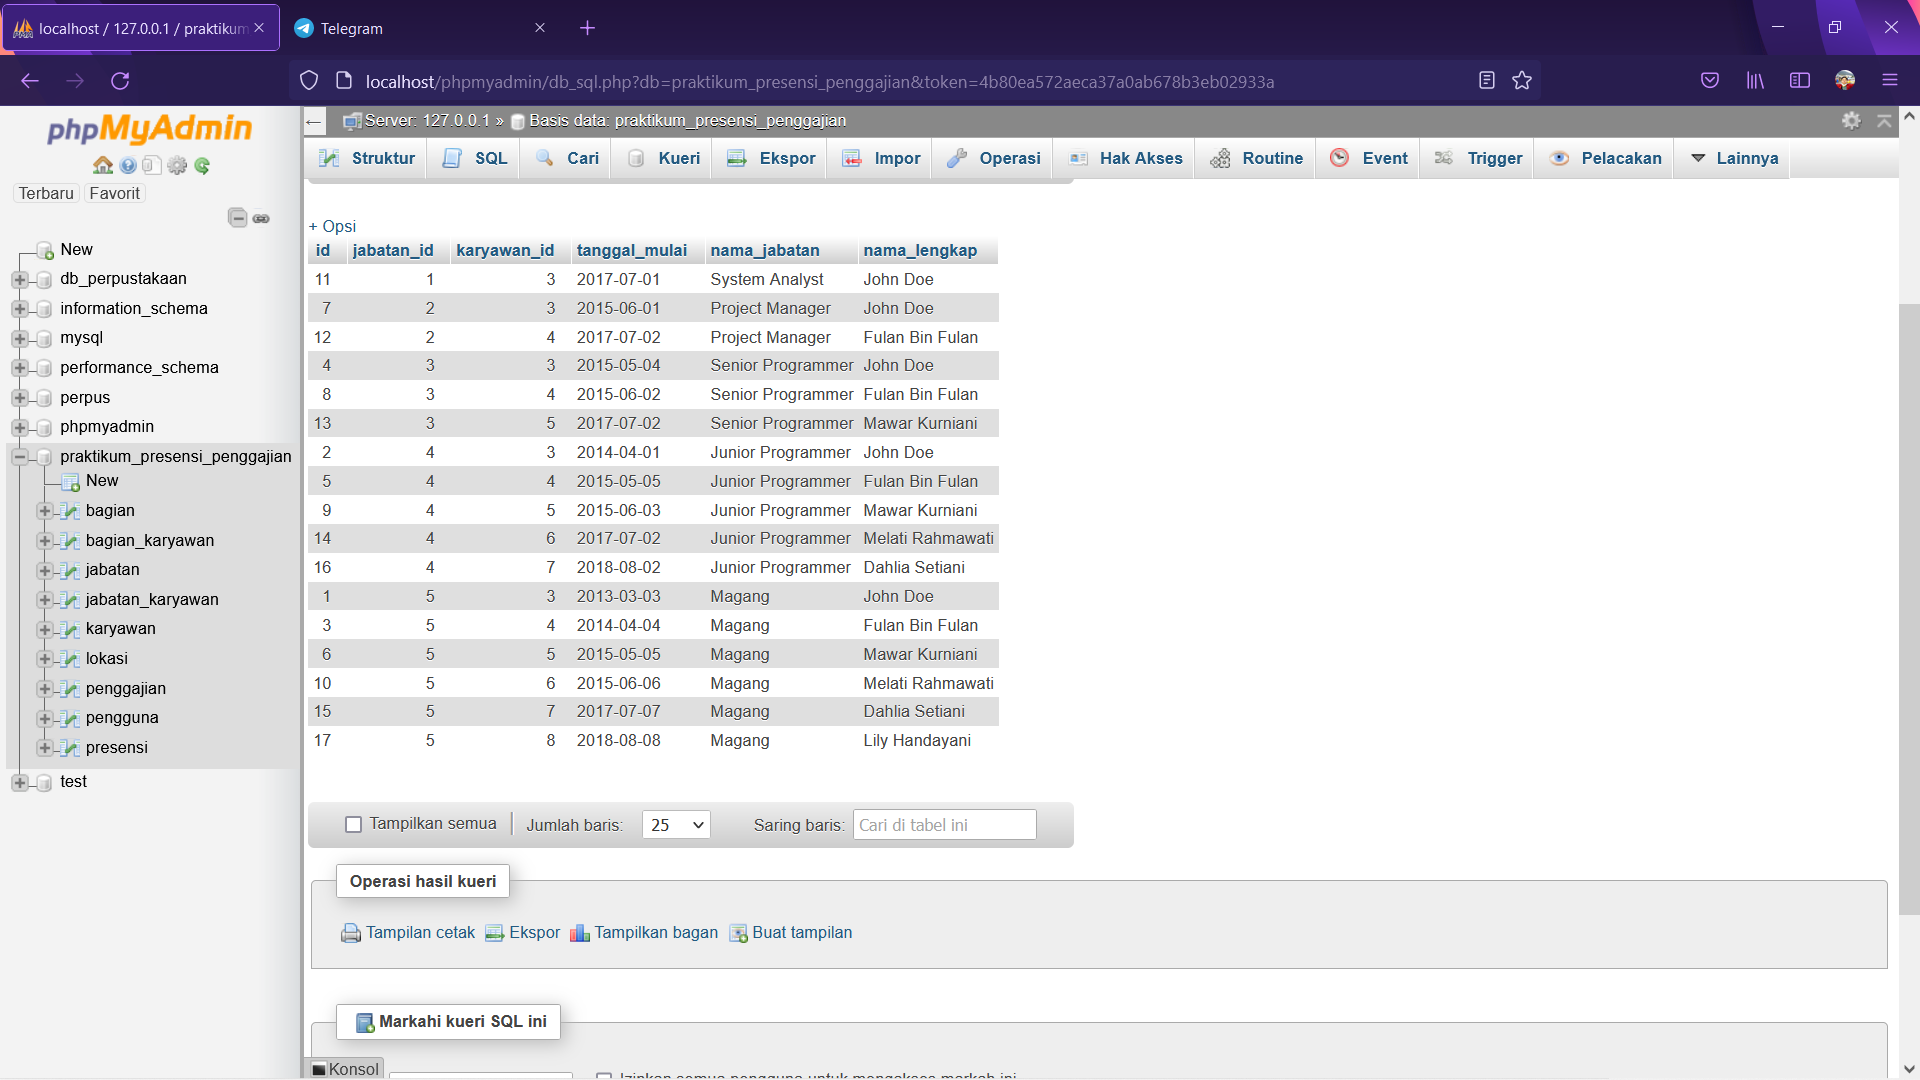 localhost / 127.0.0.1 / praktikum
Telegram
localhost/phpmyadmin/db_sql.php?db=praktikum_presensi_penggajian&token=4b80ea572aeca37a0ab678b3eb02933a
phpMyAdmin
Terbaru Favorit
New
db_perpustakaan
information_schema
mysql
performance_schema
perpus
phpmyadmin
praktikum_presensi_penggajian
New
bagian
bagian_karyawan
jabatan
jabatan_karyawan
karyawan
lokasi
penggajian
pengguna
presensi
test
Server: 127.0.0.1 » Basis data: praktikum_presensi_penggajian
Struktur SQL Cari Kueri Ekspor Impor Operasi Hak Akses Routine Event Trigger Pelacakan Lainnya
+ Opsi
id jabatan_id karyawan_id tanggal_mulai nama_jabatan nama_lengkap
11 1 3 2017-07-01 System Analyst John Doe
7 2 3 2015-06-01 Project Manager John Doe
12 2 4 2017-07-02 Project Manager Fulan Bin Fulan
4 3 3 2015-05-04 Senior Programmer John Doe
8 3 4 2015-06-02 Senior Programmer Fulan Bin Fulan
13 3 5 2017-07-02 Senior Programmer Mawar Kurniani
2 4 3 2014-04-01 Junior Programmer John Doe
5 4 4 2015-05-05 Junior Programmer Fulan Bin Fulan
9 4 5 2015-06-03 Junior Programmer Mawar Kurniani
14 4 6 2017-07-02 Junior Programmer Melati Rahmawati
16 4 7 2018-08-02 Junior Programmer Dahlia Setiani
1 5 3 2013-03-03 Magang John Doe
3 5 4 2014-04-04 Magang Fulan Bin Fulan
6 5 5 2015-05-05 Magang Mawar Kurniani
10 5 6 2015-06-06 Magang Melati Rahmawati
15 5 7 2017-07-07 Magang Dahlia Setiani
17 5 8 2018-08-08 Magang Lily Handayani
Tampilkan semua Jumlah baris: 25 Saring baris: Cari di tabel ini
Operasi hasil kueri
Tampilan cetak Ekspor Tampilkan bagan Buat tampilan
Markahi kueri SQL ini
Konsol
Izinkan semua pengguna untuk mengakses markah ini